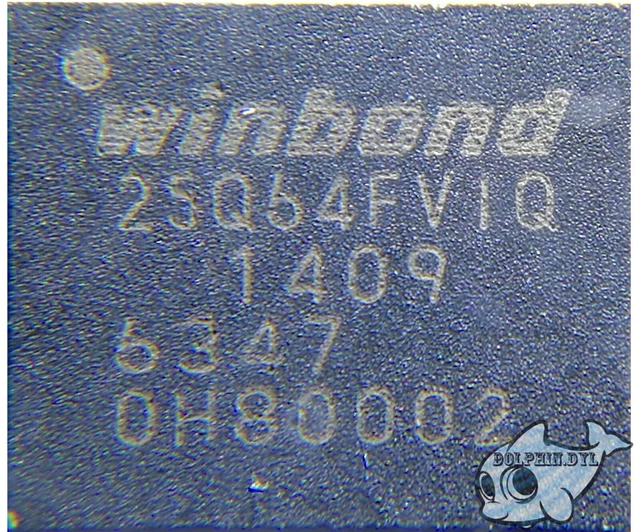 winbond
25Q64FVIQ
1409
6347
0H80002
DOLPHIN.DYL